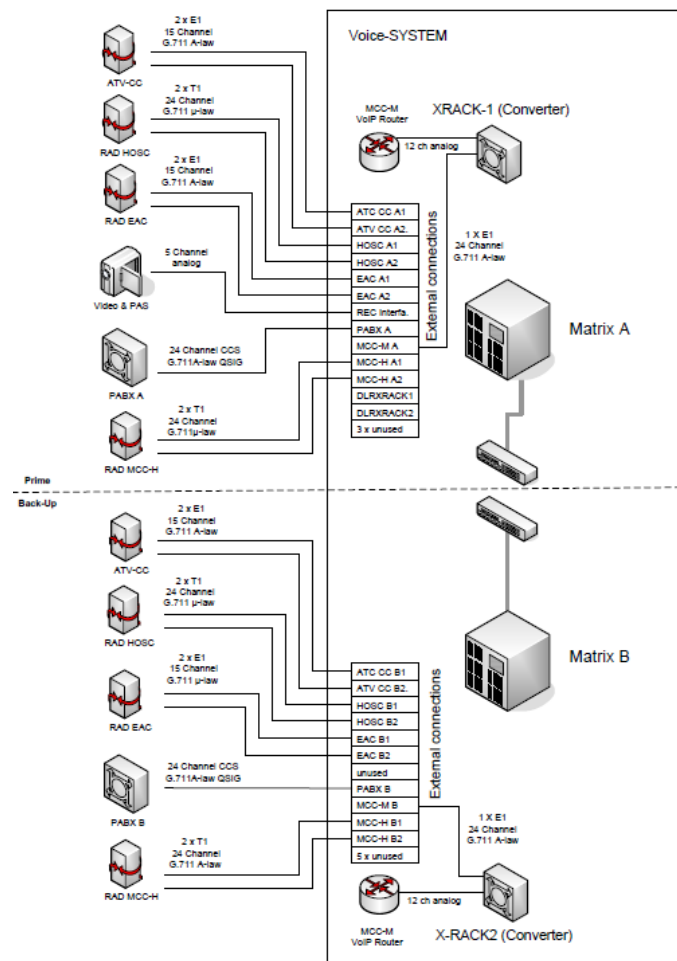 2 x E1
15 Channel
G.711 A-law
ATV-CC
2 x T1
24 Channel
G.711 µ-law
RAD HOSC
2 x E1
15 Channel
G.711 A-law
RAD EAC
5 Channel
analog
Video & PAS
24 Channel CCS
G.711A-law QSIG
PABX A
2 x T1
24 Channel
G.711µ-law
RAD MCC-H
Voice-SYSTEM
MCC-M
VoIP Router
XRACK-1 (Converter)
12 ch analog
ATC CC A1
ATV CC A2.
HOSC A1
HOSC A2
EAC A1
EAC A2
REC Interfa.
PABX A
MCC-M A
MCC-H A1
MCC-H A2
DLRXRACK1
DLRXRACK2
3 x unused
External connections
1 X E1
24 Channel
G.711 A-law
Matrix A
Prime
Back-Up
2 x E1
15 Channel
G.711 A-law
ATV-CC
2 x T1
24 Channel
G.711 µ-law
RAD HOSC
2 x E1
15 Channel
G.711 µ-law
RAD EAC
24 Channel CCS
G.711A-law QSIG
PABX B
2 x T1
24 Channel
G.711 A-law
RAD MCC-H
Matrix B
ATC CC B1
ATV CC B2.
HOSC B1
HOSC B2
EAC B1
EAC B2
unused
PABX B
MCC-M B
MCC-H B1
MCC-H B2
5 x unused
External connections
1 X E1
24 Channel
G.711 A-law
12 ch analog
MCC-M
VoIP Router
X-RACK2 (Converter)